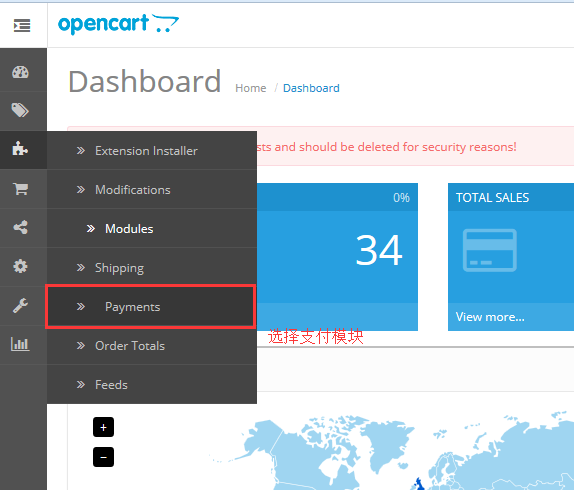 opencart
Dashboard
Home / Dashboard
sts and should be deleted for security reasons!
Extension Installer
Modifications
Modules
Shipping
Payments
Order Totals
Feeds
0%
34
TOTAL SALES
View more...
选择支付模块
+
−